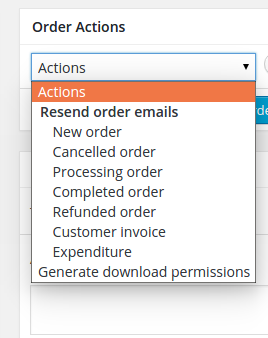 Order Actions
Actions
Actions
Resend order emails
New order
Cancelled order
Processing order
Completed order
Refunded order
Customer invoice
Expenditure
Generate download permissions